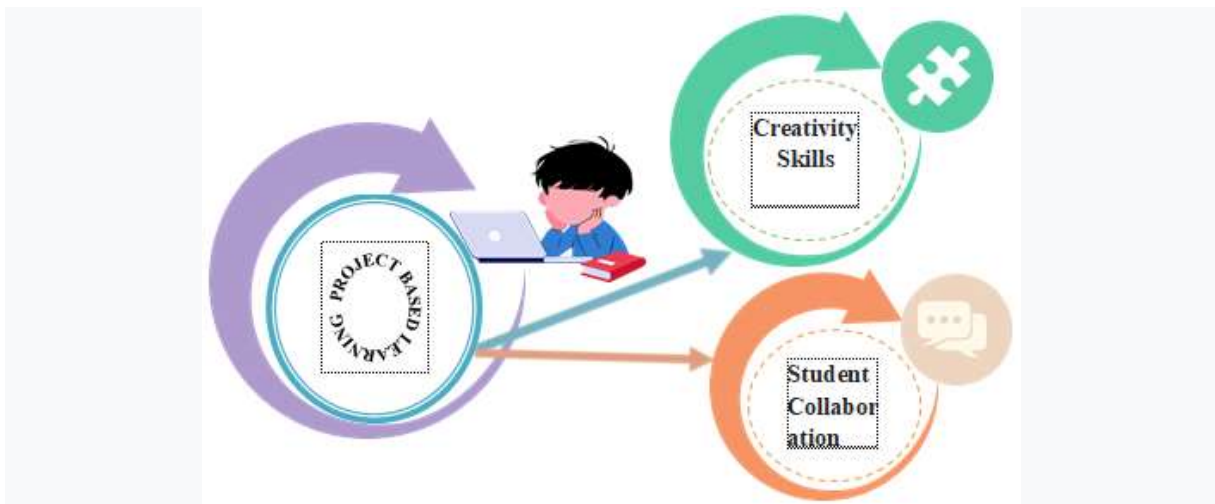 PROJECT BASED LEARNING
Creativity
Skills
Student
Collabor
ation